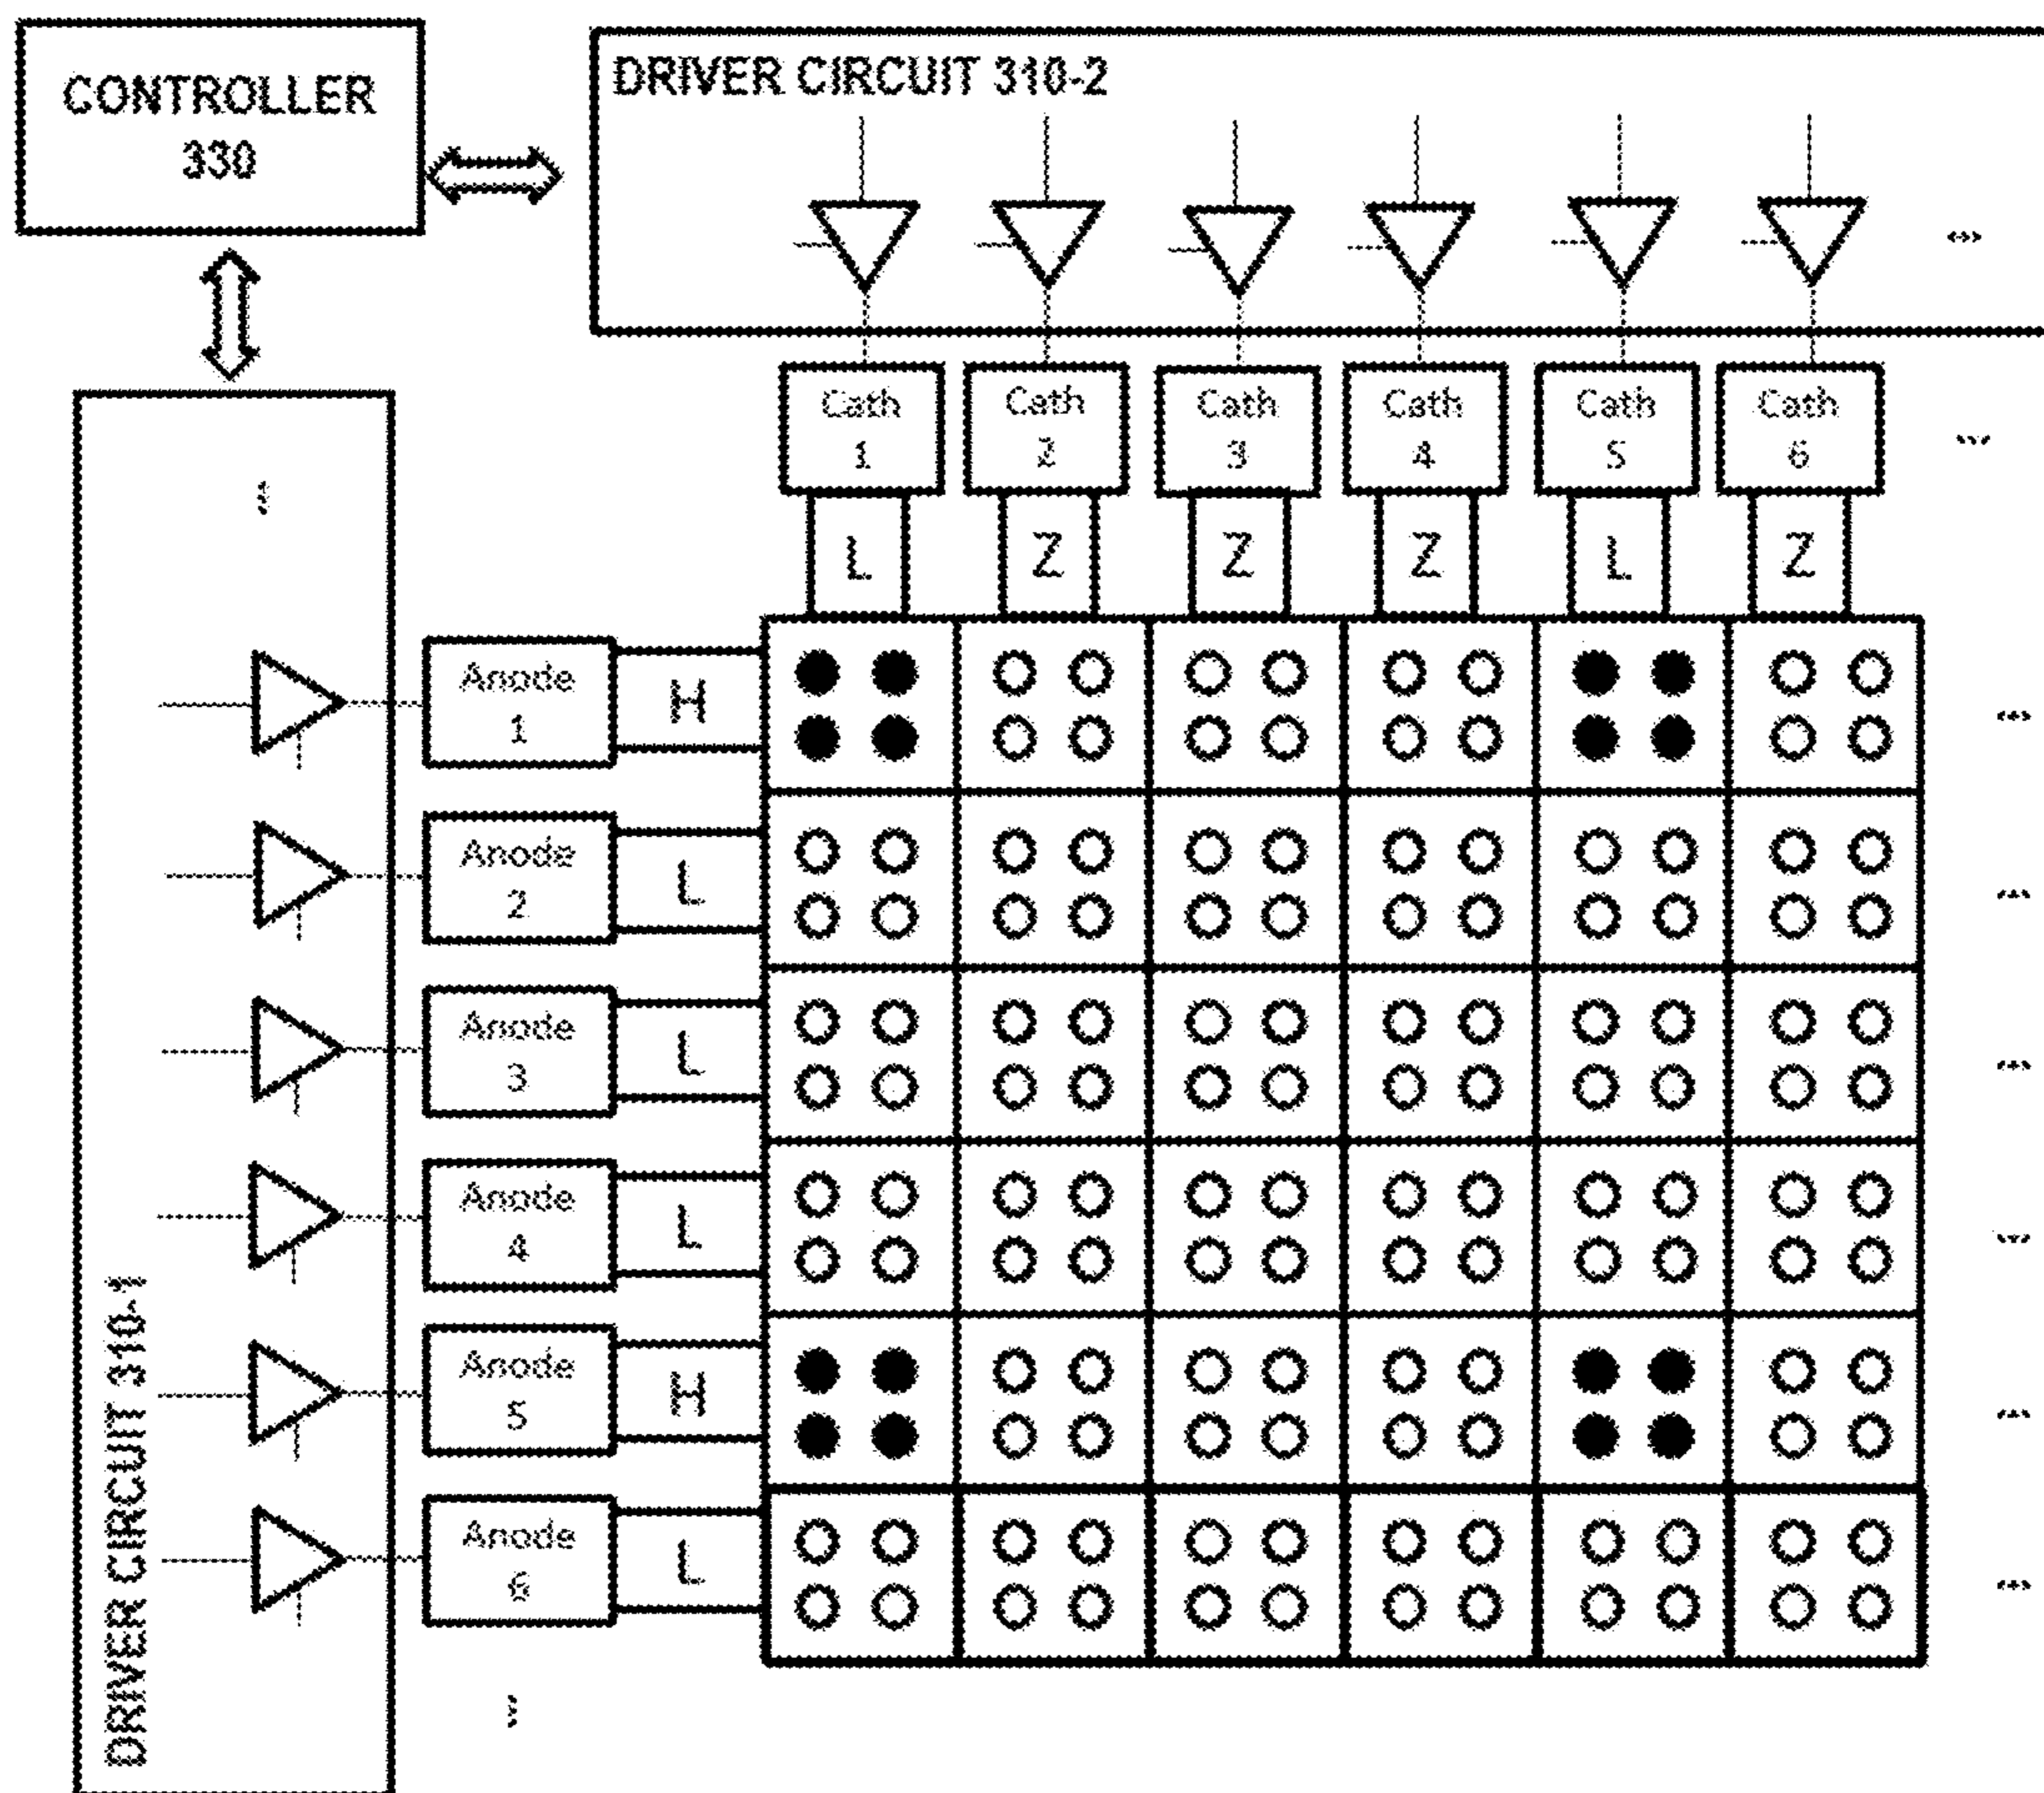 CONTROLLER
330
DRIVER CIRCUIT 310-2
...
Cath
1
Cath
2
Cath
3
Cath
4
Cath
5
Cath
6
...
L
Z
Z
Z
L
Z
DRIVER CIRCUIT 310-1
...
Anode
1
H
...
Anode
2
L
...
Anode
3
L
...
Anode
4
L
...
Anode
5
H
...
Anode
6
L
...
...